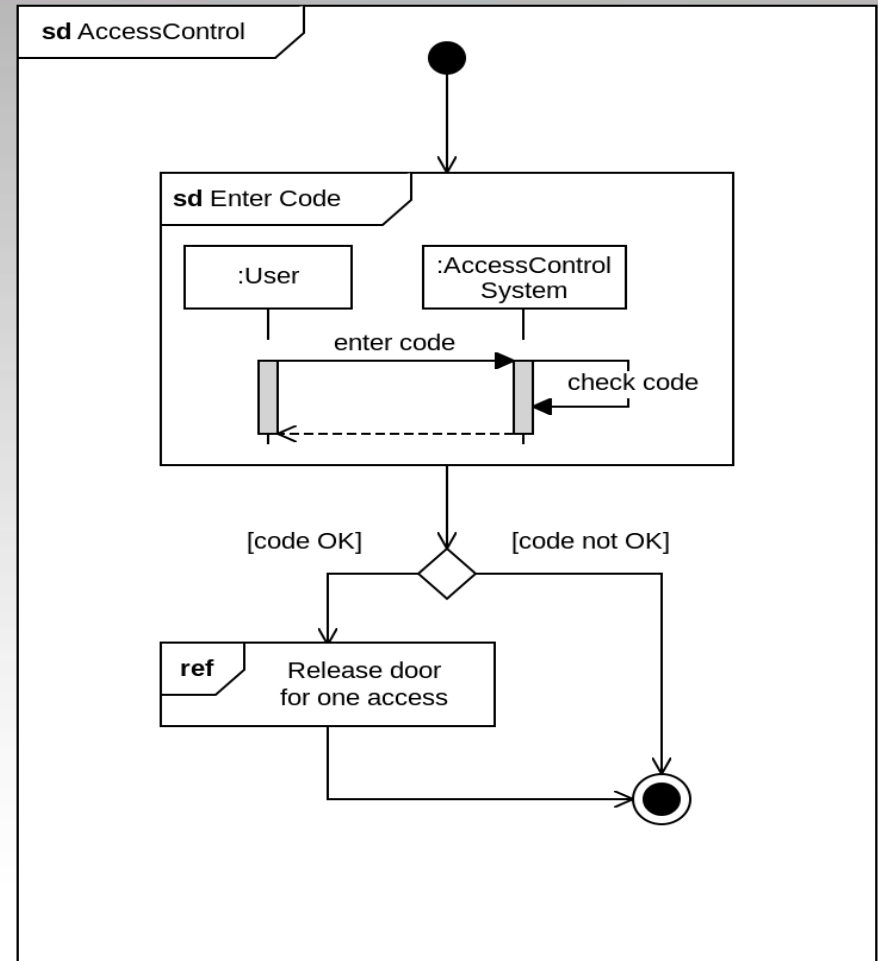 sd AccessControl
sd Enter Code
:User
:AccessControl
System
enter code
check code
[code OK]
[code not OK]
ref
Release door
for one access